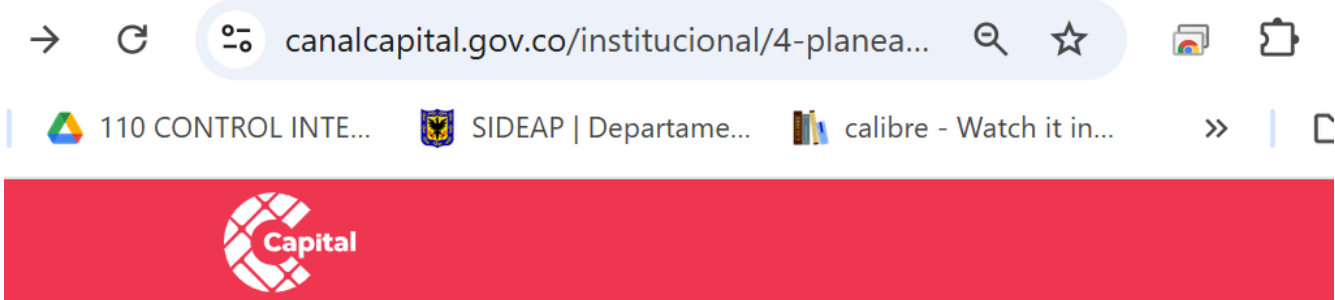 canalcapital.gov.co/institucional/4-planea...
110 CONTROL INTE... SIDEAP | Departame... calibre - Watch it in...
Capital